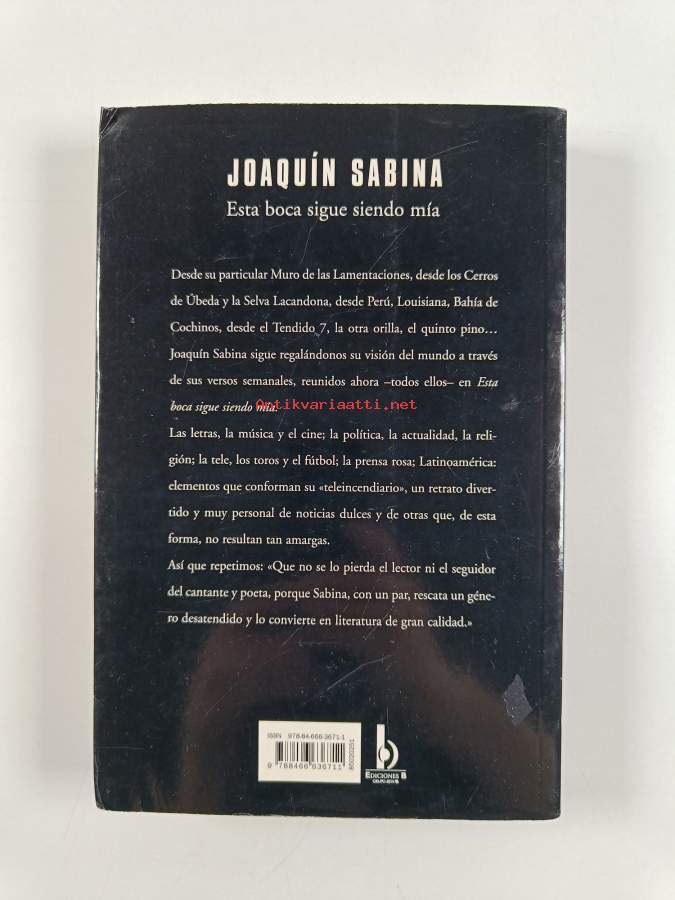 JOAQUÍN SABINA
Esta boca sigue siendo mía
Desde su particular Muro de las Lamentaciones, desde los Cerros
de Úbeda y la Selva Lacandona, desde Perú, Louisiana, Bahía de
Cochinos, desde el Tendido 7, la otra orilla, el quinto pino...
Joaquín Sabina sigue regalándonos su visión del mundo a través
de sus versos semanales, reunidos ahora –todos ellos– en Esta
boca sigue siendo mía.
Antikvariaatti.net
Las letras, la música y el cine; la política, la actualidad, la reli-
gión; la tele, los toros y el fútbol; la prensa rosa; Latinoamérica:
elementos que conforman su «teleincendiario», un retrato diver-
tido y muy personal de noticias dulces y de otras que, de esta
forma, no resultan tan amargas.
Así que repetimos: «Que no se lo pierda el lector ni el seguidor
del cantante y poeta, porque Sabina, con un par, rescata un géne-
ro desatendido y lo convierte en literatura de gran calidad.»
ISBN 978-84-666-3671-1
9 788466 636711
b
EDICIONES B